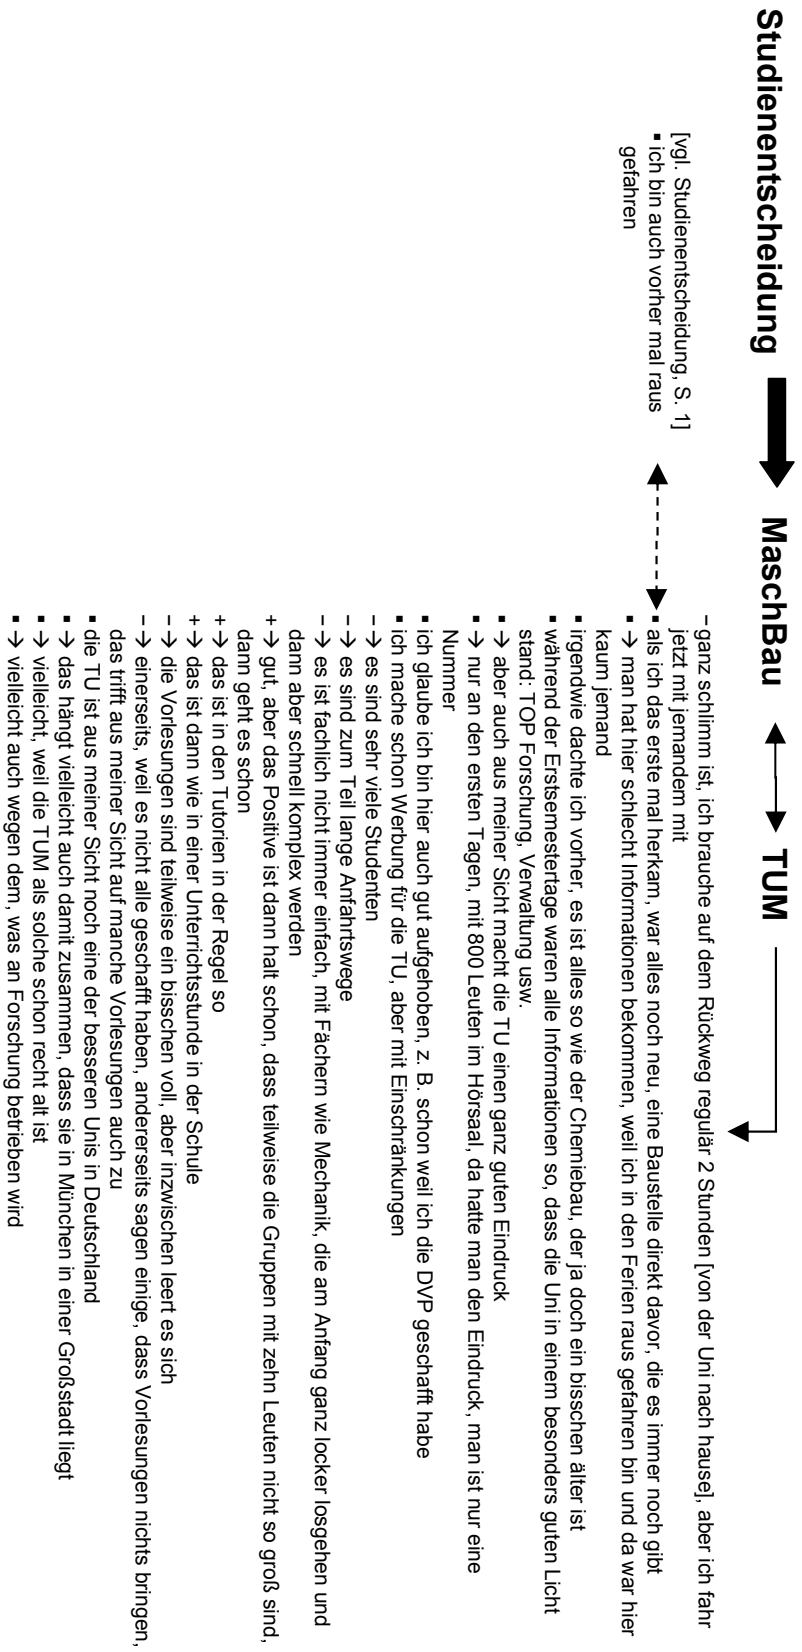 Studienentscheidung → MaschBau ↔ TUM
[vgl. Studienentscheidung, S. 1]
▪ ich bin auch vorher mal raus
gefahren
– ganz schlimm ist, ich brauche auf dem Rückweg regulär 2 Stunden [von der Uni nach hause], aber ich fahr
jetzt mit jemandem mit
▪ als ich das erste mal herkam, war alles noch neu, eine Baustelle direkt davor, die es immer noch gibt
▪ → man hat hier schlecht Informationen bekommen, weil ich in den Ferien raus gefahren bin und da war hier
kaum jemand
▪ irgendwie dachte ich vorher, es ist alles so wie der Chemiebau, der ja doch ein bisschen älter ist
▪ während der Erstsemestertage waren alle Informationen so, dass die Uni in einem besonders guten Licht
stand: TOP Forschung, Verwaltung usw.
▪ → aber auch aus meiner Sicht macht die TU einen ganz guten Eindruck
▪ → nur an den ersten Tagen, mit 800 Leuten im Hörsaal, da hatte man den Eindruck, man ist nur eine
Nummer
▪ ich glaube ich bin hier auch gut aufgehoben, z. B. schon weil ich die DVP geschafft habe
▪ ich mache schon Werbung für die TU, aber mit Einschränkungen
– → es sind sehr viele Studenten
– → es sind zum Teil lange Anfahrtswege
– → es ist fachlich nicht immer einfach, mit Fächern wie Mechanik, die am Anfang ganz locker losgehen und
dann aber schnell komplex werden
+ → gut, aber das Positive ist dann halt schon, dass teilweise die Gruppen mit zehn Leuten nicht so groß sind,
dann geht es schon
+ → das ist in den Tutorien in der Regel so
+ → das ist dann wie in einer Unterrichtsstunde in der Schule
– → die Vorlesungen sind teilweise ein bisschen voll, aber inzwischen leert es sich
– → einerseits, weil es nicht alle geschafft haben, andererseits sagen einige, dass Vorlesungen nichts bringen,
das trifft aus meiner Sicht auf manche Vorlesungen auch zu
▪ die TU ist aus meiner Sicht noch eine der besseren Unis in Deutschland
▪ → das hängt vielleicht auch damit zusammen, dass sie in München in einer Großstadt liegt
▪ → vielleicht, weil die TUM als solche schon recht alt ist
▪ → vielleicht auch wegen dem, was an Forschung betrieben wird